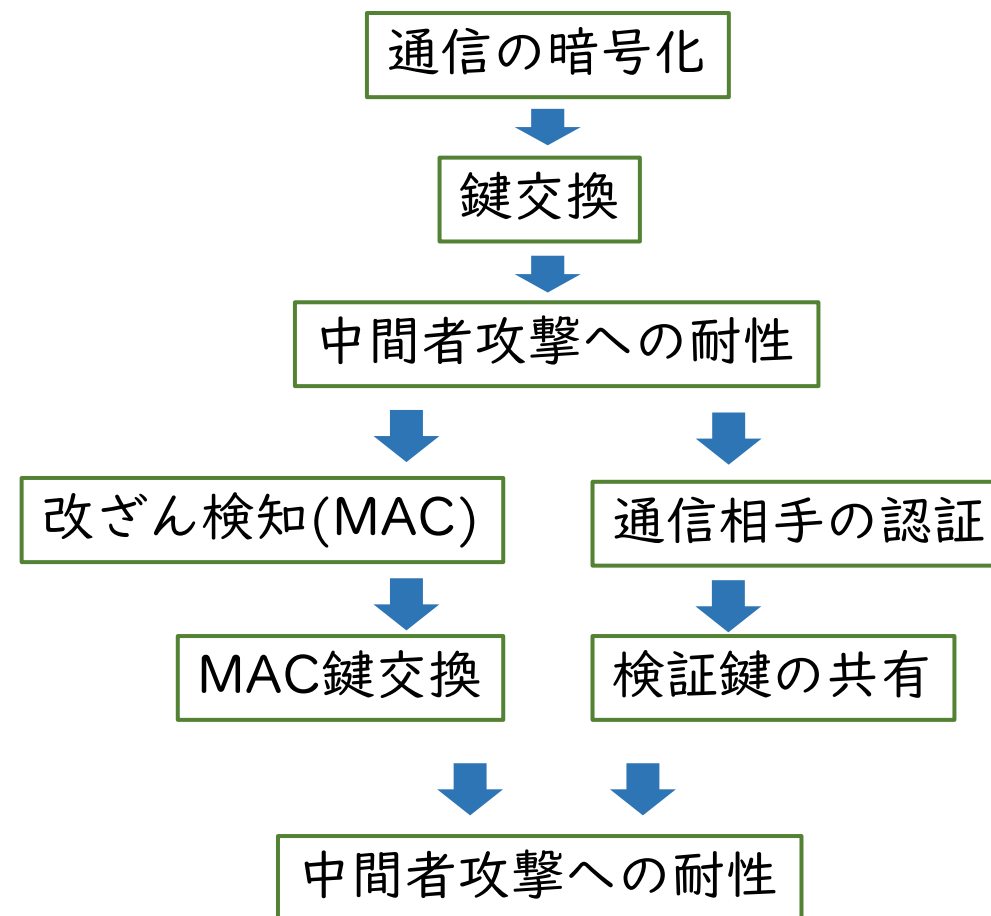 通信の暗号化
鍵交換
中間者攻撃への耐性
改ざん検知(MAC)
通信相手の認証
MAC鍵交換
検証鍵の共有
中間者攻撃への耐性